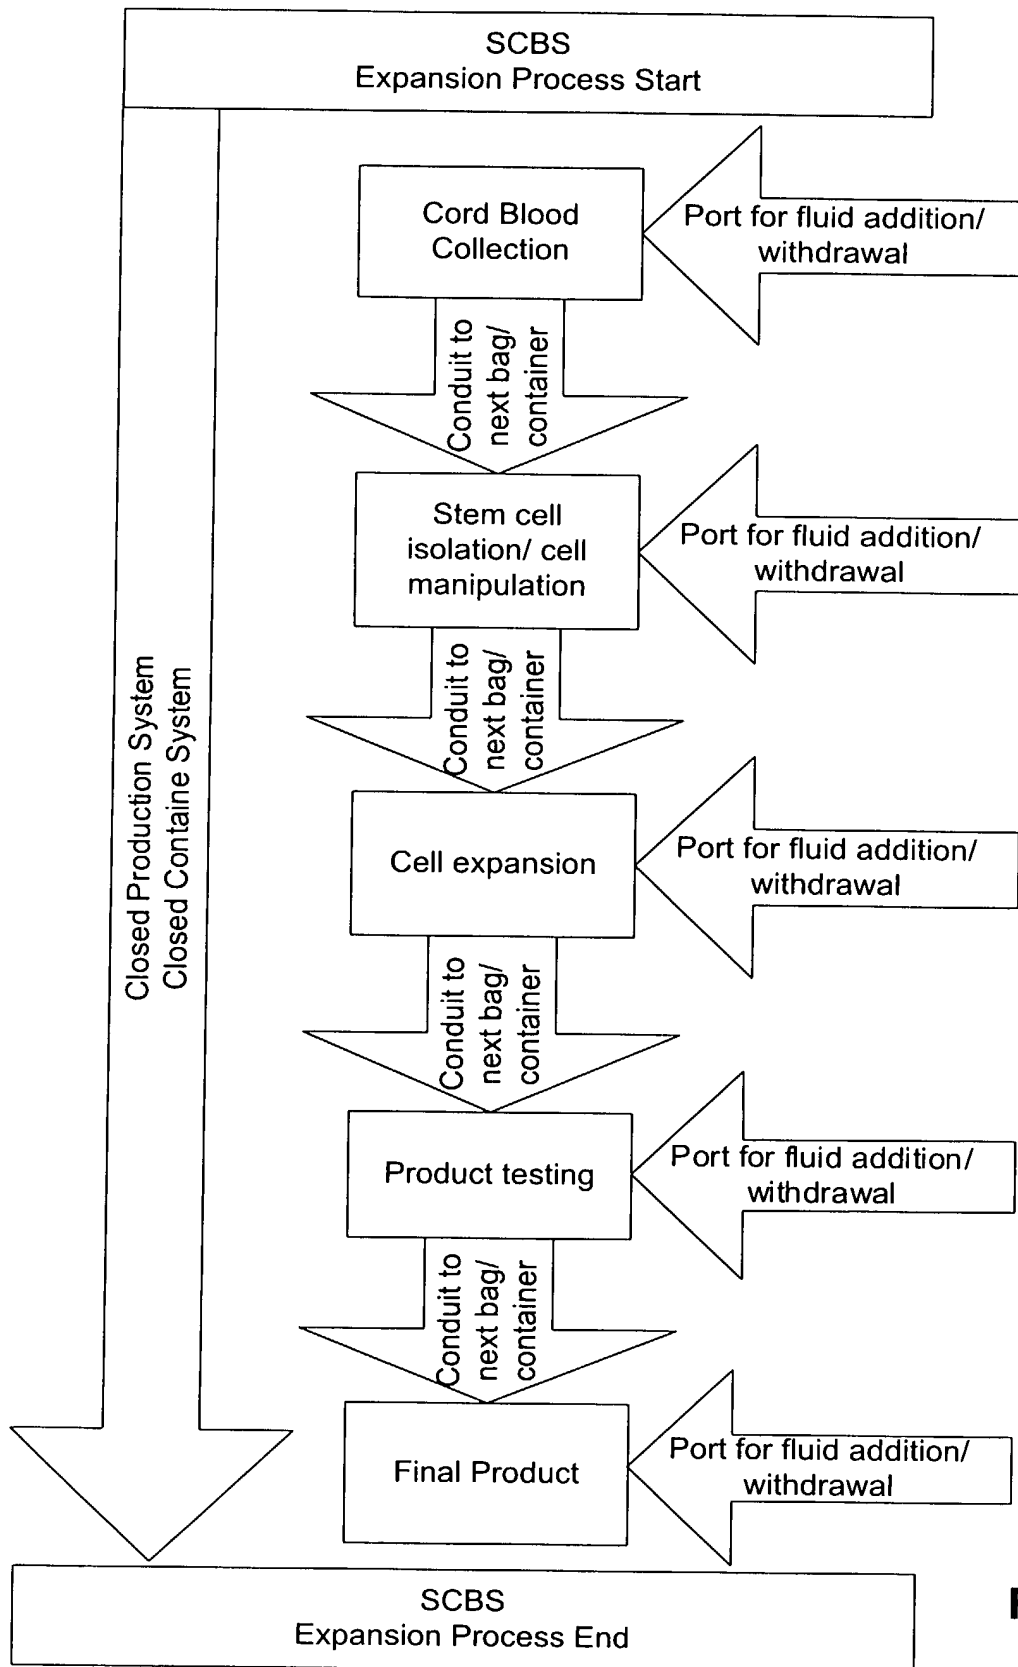 SCBS
Expansion Process Start
Cord Blood
Collection
Port for fluid addition/
withdrawal
Conduit to
next bag/
container
Stem cell
isolation/ cell
manipulation
Port for fluid addition/
withdrawal
Conduit to
next bag/
container
Closed Production System
Closed Containe System
Cell expansion
Port for fluid addition/
withdrawal
Conduit to
next bag/
container
Product testing
Port for fluid addition/
withdrawal
Conduit to
next bag/
container
Final Product
Port for fluid addition/
withdrawal
SCBS
Expansion Process End